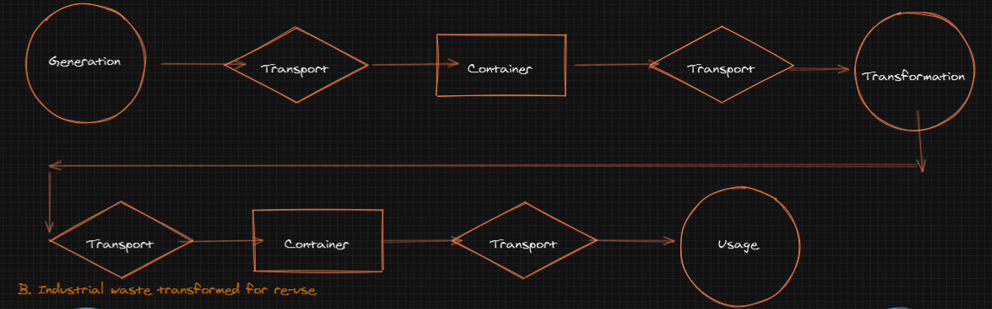 Generation
Transport
Container
Transport
Transformation
Transport
Container
Transport
Usage
B. Industrial waste transformed for re-use